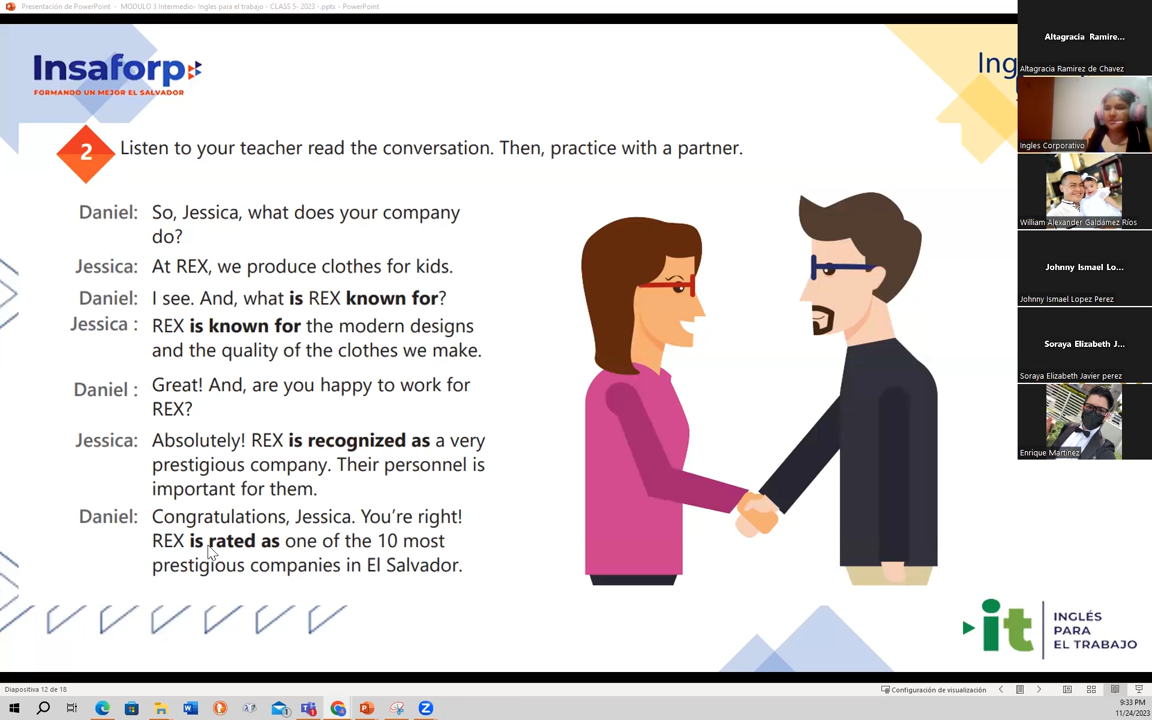 Presentación de PowerPoint - MODULO 3 Intermedio- Ingles para el trabajo - CLASS 5- 2023 -.ppts - PowerPoint
Insaforp
FORMANDO UN MEJOR EL SALVADOR
Ing
2
Listen to your teacher read the conversation. Then, practice with a partner.
Daniel: So, Jessica, what does your company
do?
Jessica: At REX, we produce clothes for kids.
Daniel: I see. And, what is REX known for?
Jessica : REX is known for the modern designs
and the quality of the clothes we make.
Daniel : Great! And, are you happy to work for
REX?
Jessica: Absolutely! REX is recognized as a very
prestigious company. Their personnel is
important for them.
Daniel: Congratulations, Jessica. You're right!
REX is rated as one of the 10 most
prestigious companies in El Salvador.
it
INGLÉS
PARA
EL TRABAJO
Altagracia Ramire...
Altagracia Ramirez de Chavez
Ingles Corporativo
William Alexander Galdámez Ríos
Johnny Ismael Lo...
Johnny Ismael Lopez Perez
Soraya Elizabeth J...
Soraya Elizabeth Javier perez
Enrique Martinez
Diapositiva 12 de 18
Configuración de visualización
9:33 PM
11/24/2023